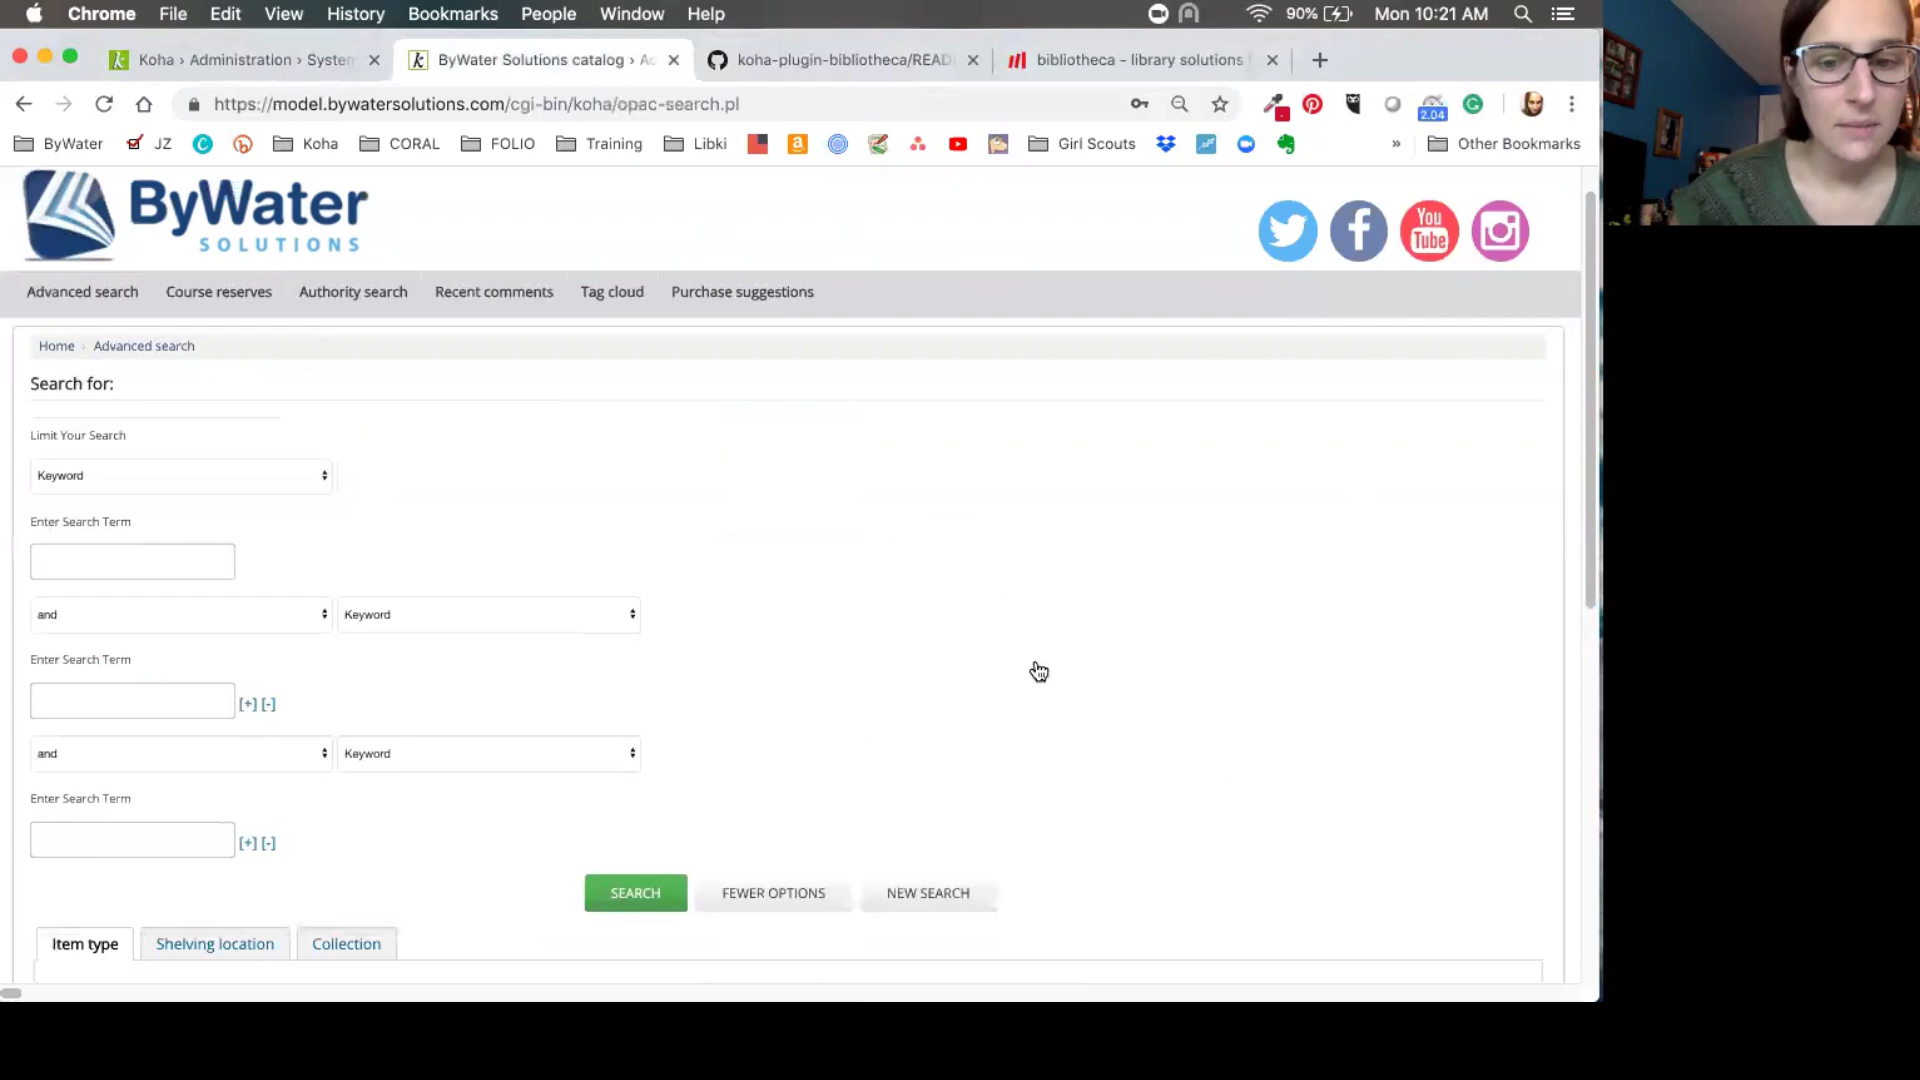 Chrome File Edit View History Bookmarks People Window Help 90% Mon 10:21 AM
Koha › Administration › System ByWater Solutions catalog › Ad koha-plugin-bibliotheca/READ bibliotheca - library solutions
https://model.bywatersolutions.com/cgi-bin/koha/opac-search.pl 2.04
ByWater JZ Koha CORAL FOLIO Training Libki Girl Scouts » Other Bookmarks
ByWater
SOLUTIONS
You
Tube
Advanced search Course reserves Authority search Recent comments Tag cloud Purchase suggestions
Home › Advanced search
Search for:
Limit Your Search
Keyword
Enter Search Term
and Keyword
Enter Search Term
[+] [-]
and Keyword
Enter Search Term
[+] [-]
SEARCH FEWER OPTIONS NEW SEARCH
Item type Shelving location Collection